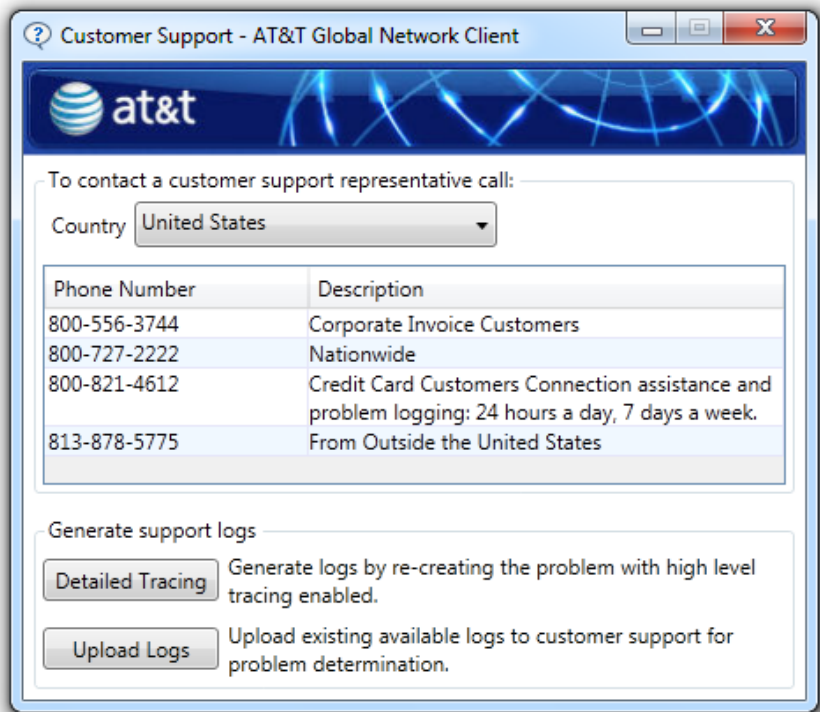 Customer Support - AT&T Global Network Client
at&t
To contact a customer support representative call:
Country United States
Phone Number Description
800-556-3744 Corporate Invoice Customers
800-727-2222 Nationwide
800-821-4612 Credit Card Customers Connection assistance and
problem logging: 24 hours a day, 7 days a week.
813-878-5775 From Outside the United States
Generate support logs
Detailed Tracing Generate logs by re-creating the problem with high level
tracing enabled.
Upload Logs Upload existing available logs to customer support for
problem determination.